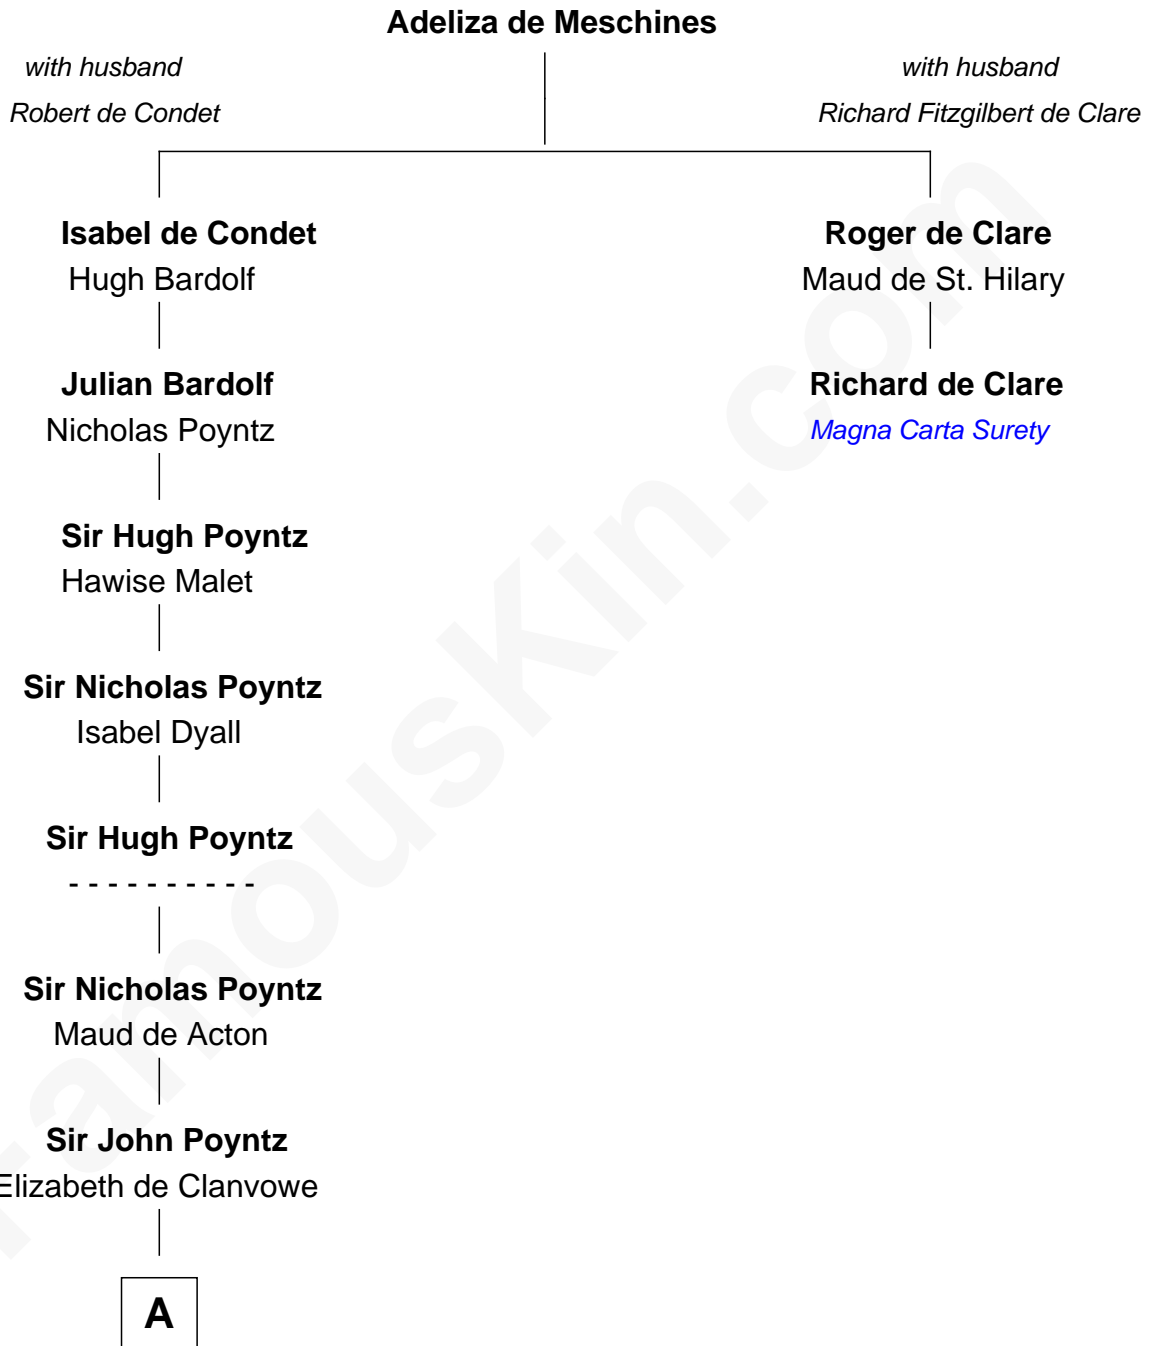 Adeliza de Meschines
with husband
Robert de Condet
with husband
Richard Fitzgilbert de Clare
Isabel de Condet
Hugh Bardolf
Roger de Clare
Maud de St. Hilary
Julian Bardolf
Nicholas Poyntz
Richard de Clare
Magna Carta Surety
Sir Hugh Poyntz
Hawise Malet
Sir Nicholas Poyntz
Isabel Dyall
Sir Hugh Poyntz
- - - - - - - - - -
Sir Nicholas Poyntz
Maud de Acton
Sir John Poyntz
Elizabeth de Clanvowe
A
famouskin.com